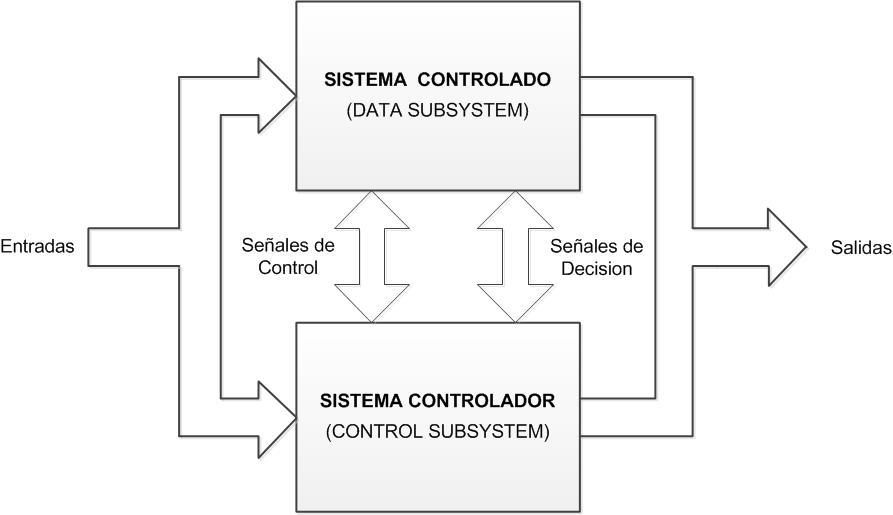 SISTEMA CONTROLADO
(DATA SUBSYSTEM)
Entradas
Señales de
Control
Señales de
Decision
Salidas
SISTEMA CONTROLADOR
(CONTROL SUBSYSTEM)